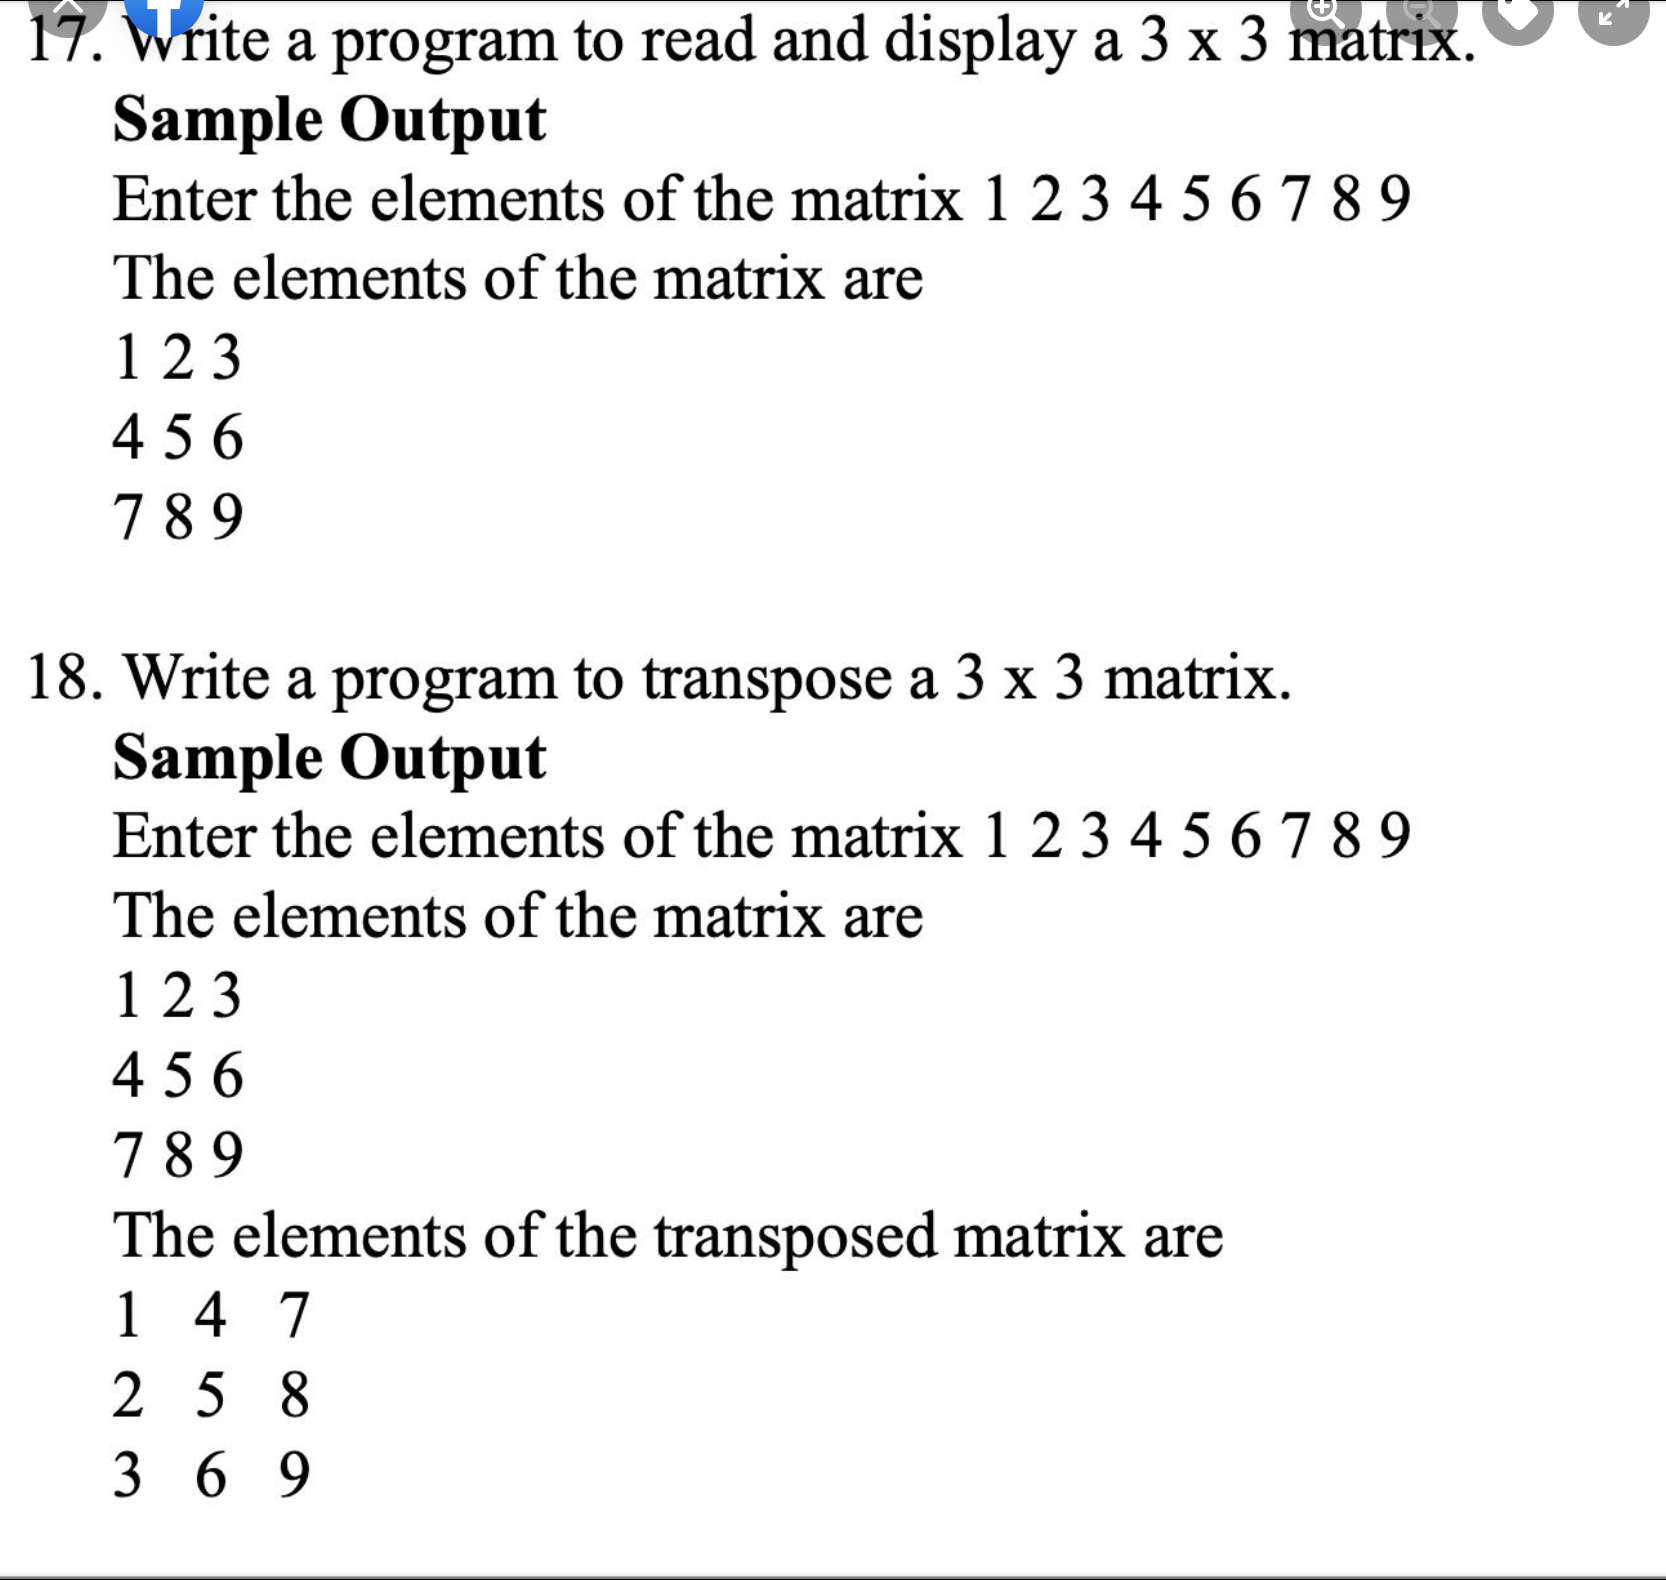 17. Write a program to read and display a 3 x 3 matrix.
Sample Output
Enter the elements of the matrix 1 2 3 4 5 6 7 8 9
The elements of the matrix are
1 2 3
4 5 6
7 8 9
18. Write a program to transpose a 3 x 3 matrix.
Sample Output
Enter the elements of the matrix 1 2 3 4 5 6 7 8 9
The elements of the matrix are
1 2 3
4 5 6
7 8 9
The elements of the transposed matrix are
1 4 7
2 5 8
3 6 9